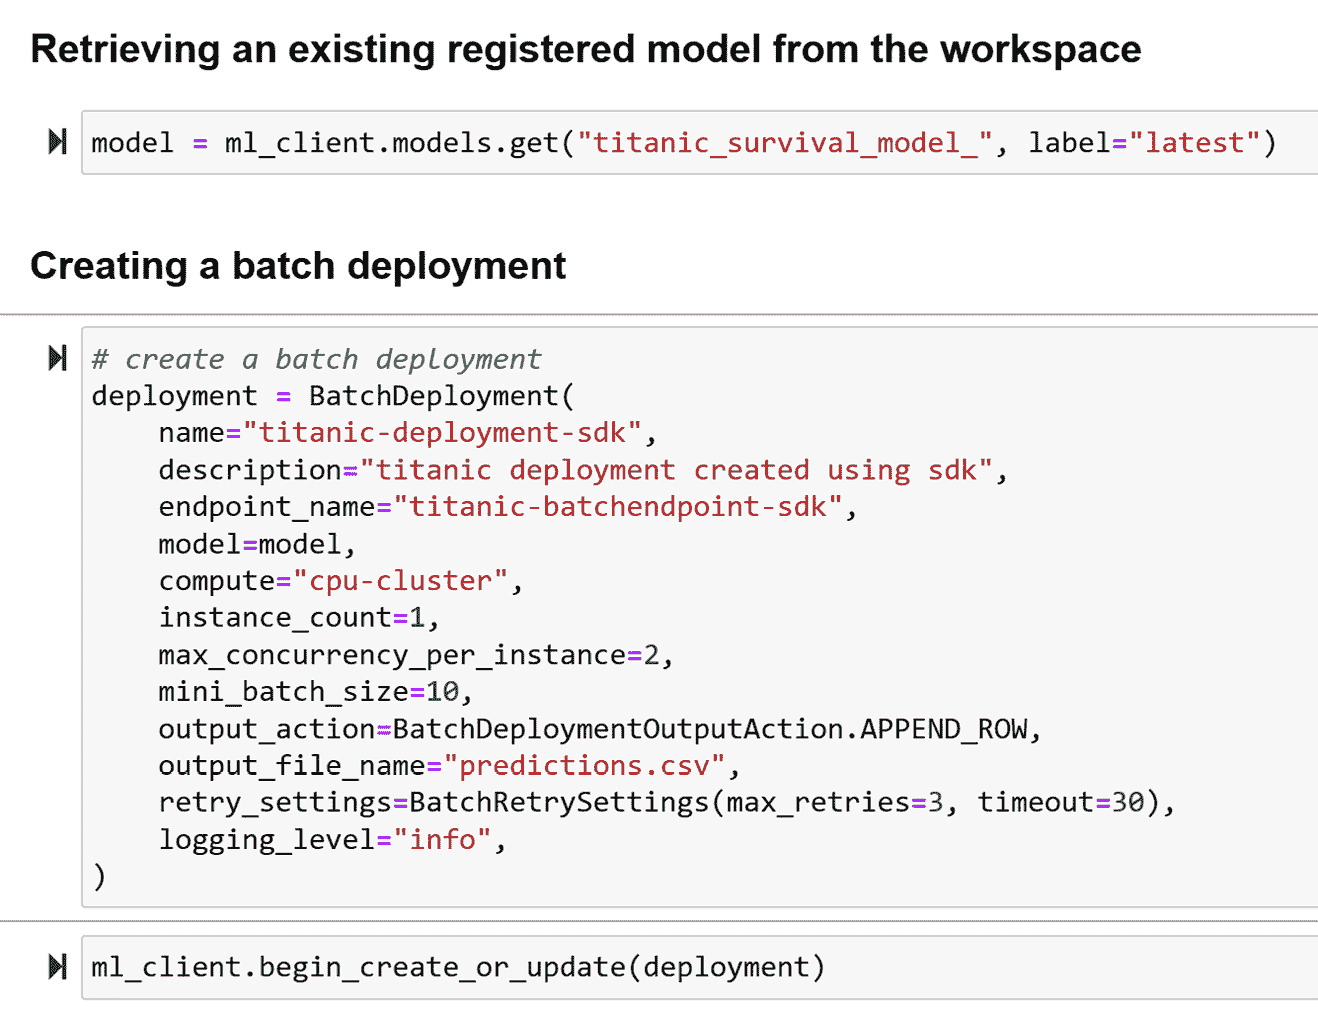 Retrieving an existing registered model from the workspace
model = ml_client.models.get("titanic_survival_model_", label="latest")
Creating a batch deployment
# create a batch deployment
deployment = BatchDeployment(
    name="titanic-deployment-sdk",
    description="titanic deployment created using sdk",
    endpoint_name="titanic-batchendpoint-sdk",
    model=model,
    compute="cpu-cluster",
    instance_count=1,
    max_concurrency_per_instance=2,
    mini_batch_size=10,
    output_action=BatchDeploymentOutputAction.APPEND_ROW,
    output_file_name="predictions.csv",
    retry_settings=BatchRetrySettings(max_retries=3, timeout=30),
    logging_level="info",
)
ml_client.begin_create_or_update(deployment)